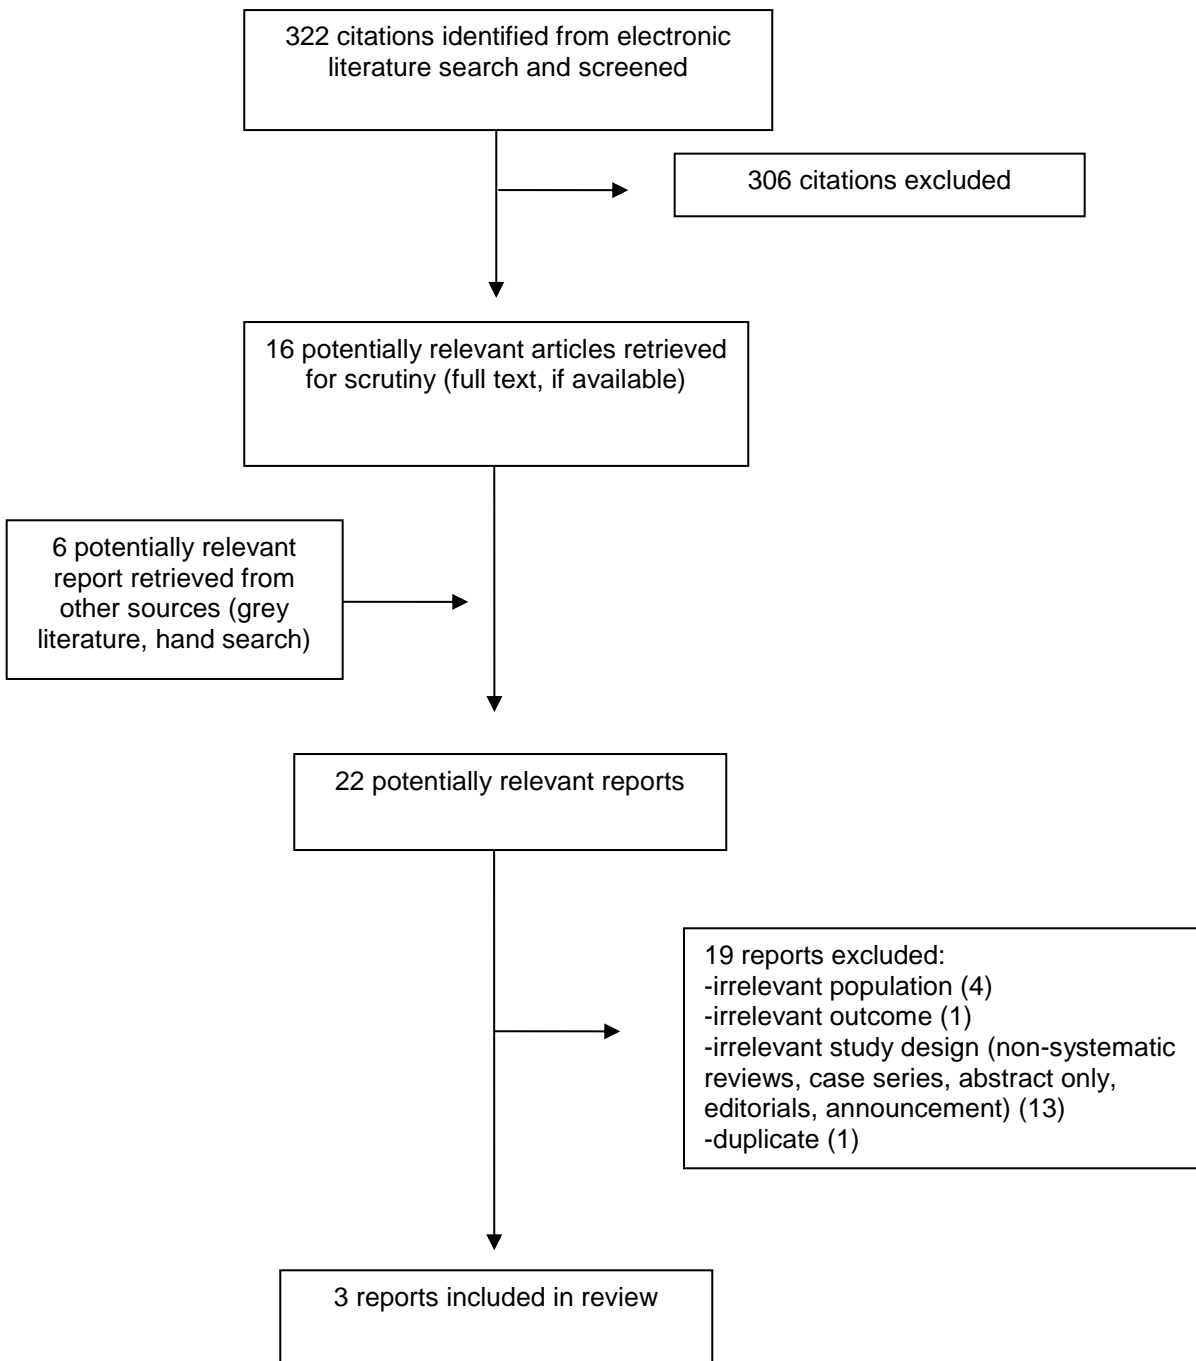 322 citations identified from electronic
literature search and screened
306 citations excluded
16 potentially relevant articles retrieved
for scrutiny (full text, if available)
6 potentially relevant
report retrieved from
other sources (grey
literature, hand search)
22 potentially relevant reports
19 reports excluded:
-irrelevant population (4)
-irrelevant outcome (1)
-irrelevant study design (non-systematic
reviews, case series, abstract only,
editorials, announcement) (13)
-duplicate (1)
3 reports included in review